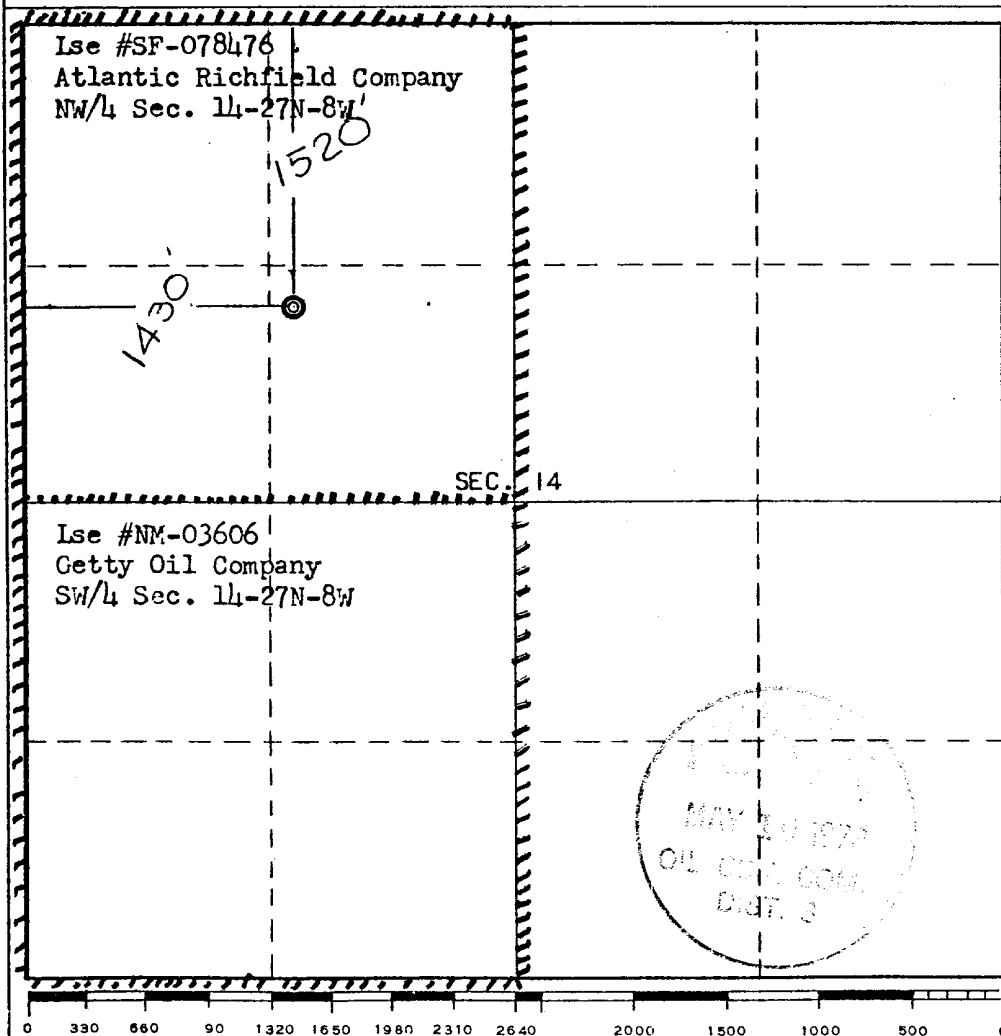 Lse #SF-078476
Atlantic Richfield Company
NW/4 Sec. 14-27N-8W
1520'
1430'
SEC. 14
Lse #NM-03606
Getty Oil Company
SW/4 Sec. 14-27N-8W
MAY
OIL CON. COM.
DIST. 3
0 330 660 90 1320 1650 1980 2310 2640 2000 1500 1000 500